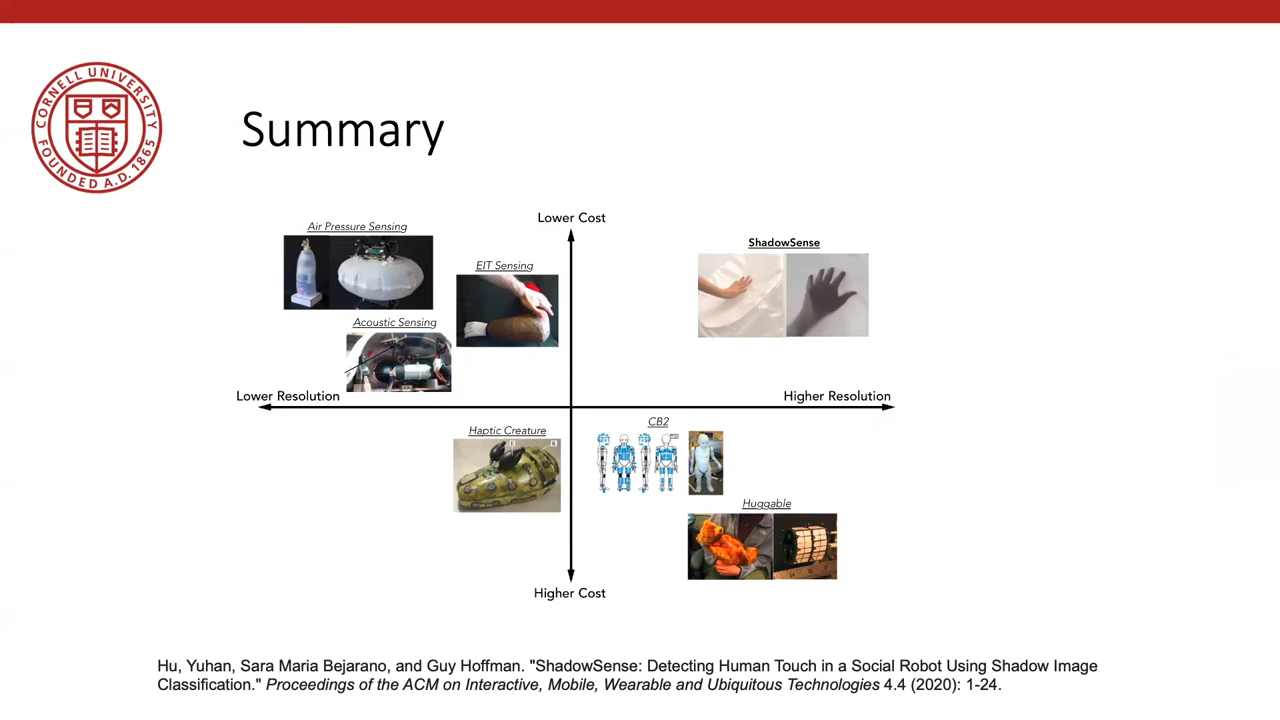 CORNELL UNIVERSITY
FOUNDED A.D. 1865
Summary
Lower Cost
Air Pressure Sensing
ShadowSense
EIT Sensing
Acoustic Sensing
Lower Resolution
Higher Resolution
CB2
Haptic Creature
Huggable
Higher Cost
Hu, Yuhan, Sara Maria Bejarano, and Guy Hoffman. "ShadowSense: Detecting Human Touch in a Social Robot Using Shadow Image
Classification." Proceedings of the ACM on Interactive, Mobile, Wearable and Ubiquitous Technologies 4.4 (2020): 1-24.